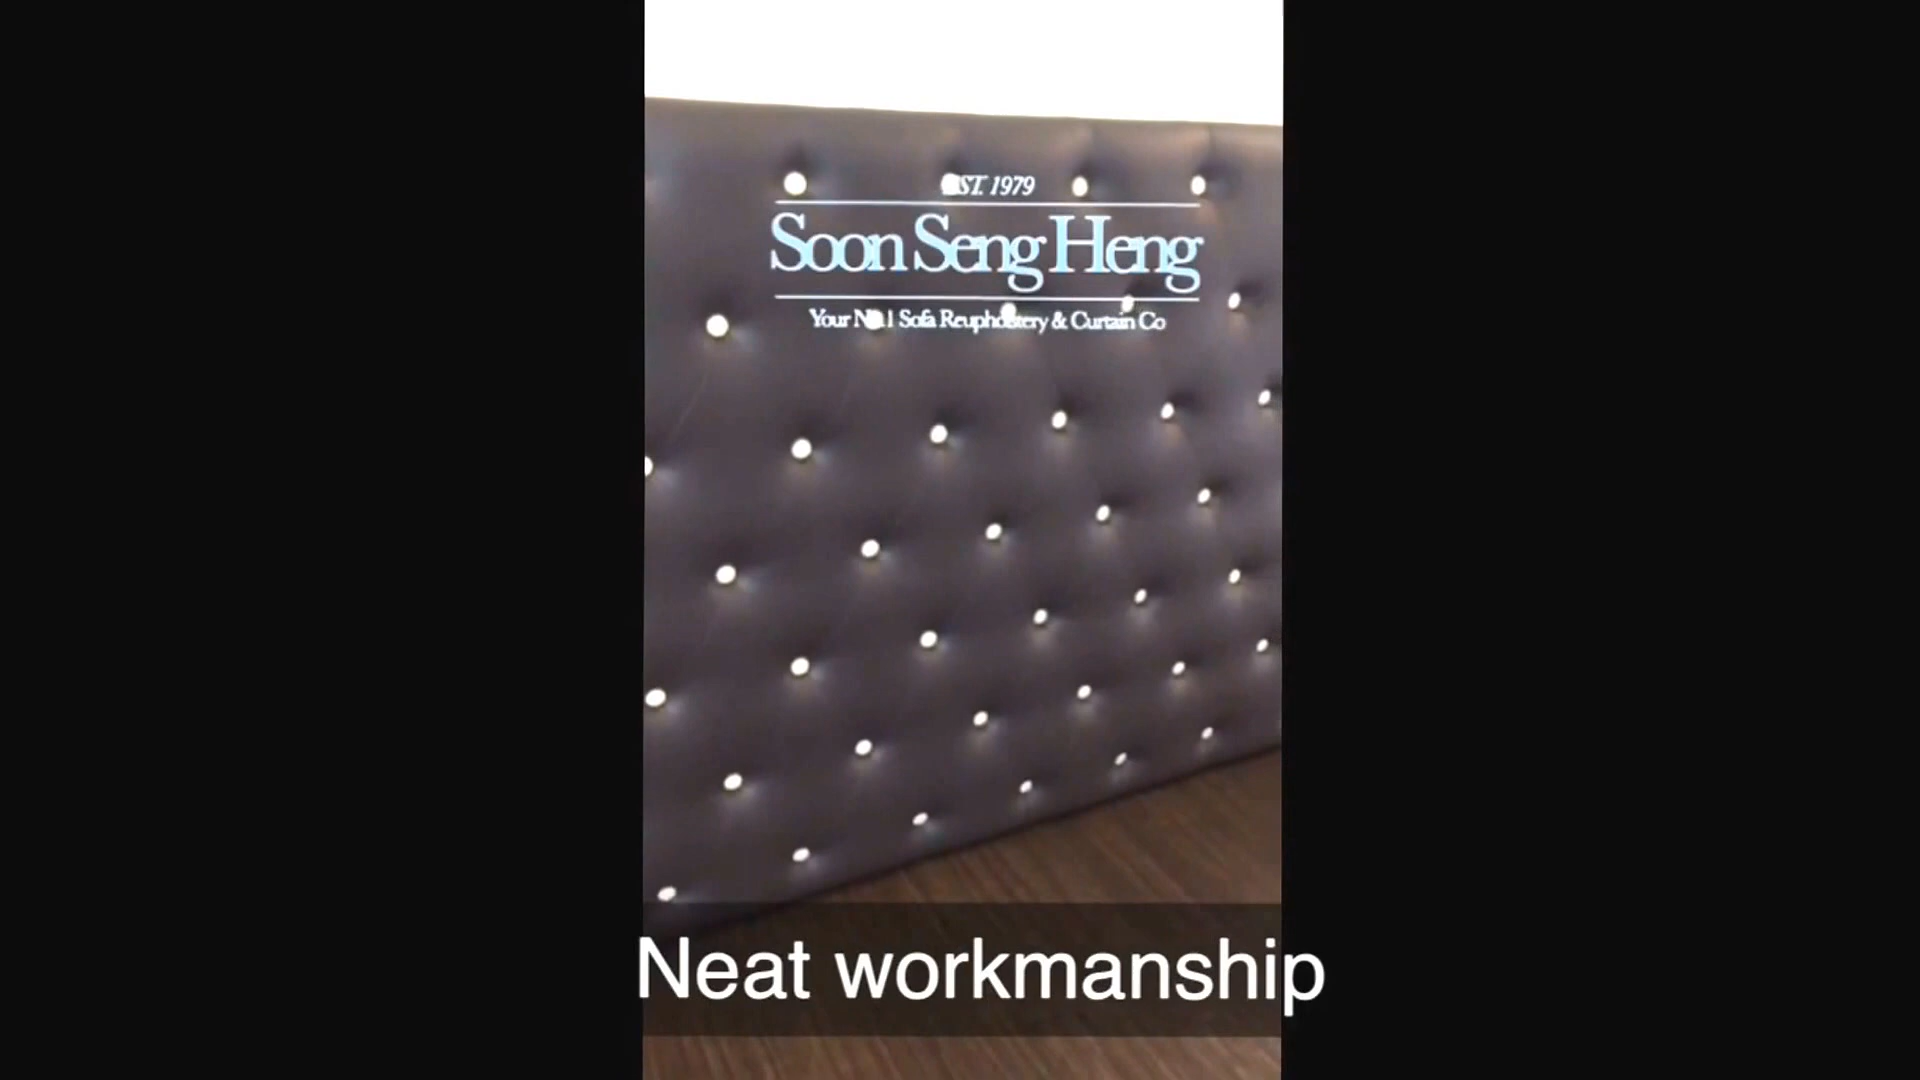 EST. 1979
Soon Seng Heng
Your No 1 Sofa Reupholstery & Curtain Co
Neat workmanship